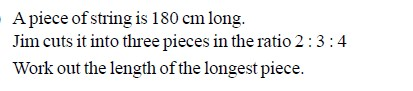 A piece of string is 180 cm long.
Jim cuts it into three pieces in the ratio 2 : 3 : 4
Work out the length of the longest piece.